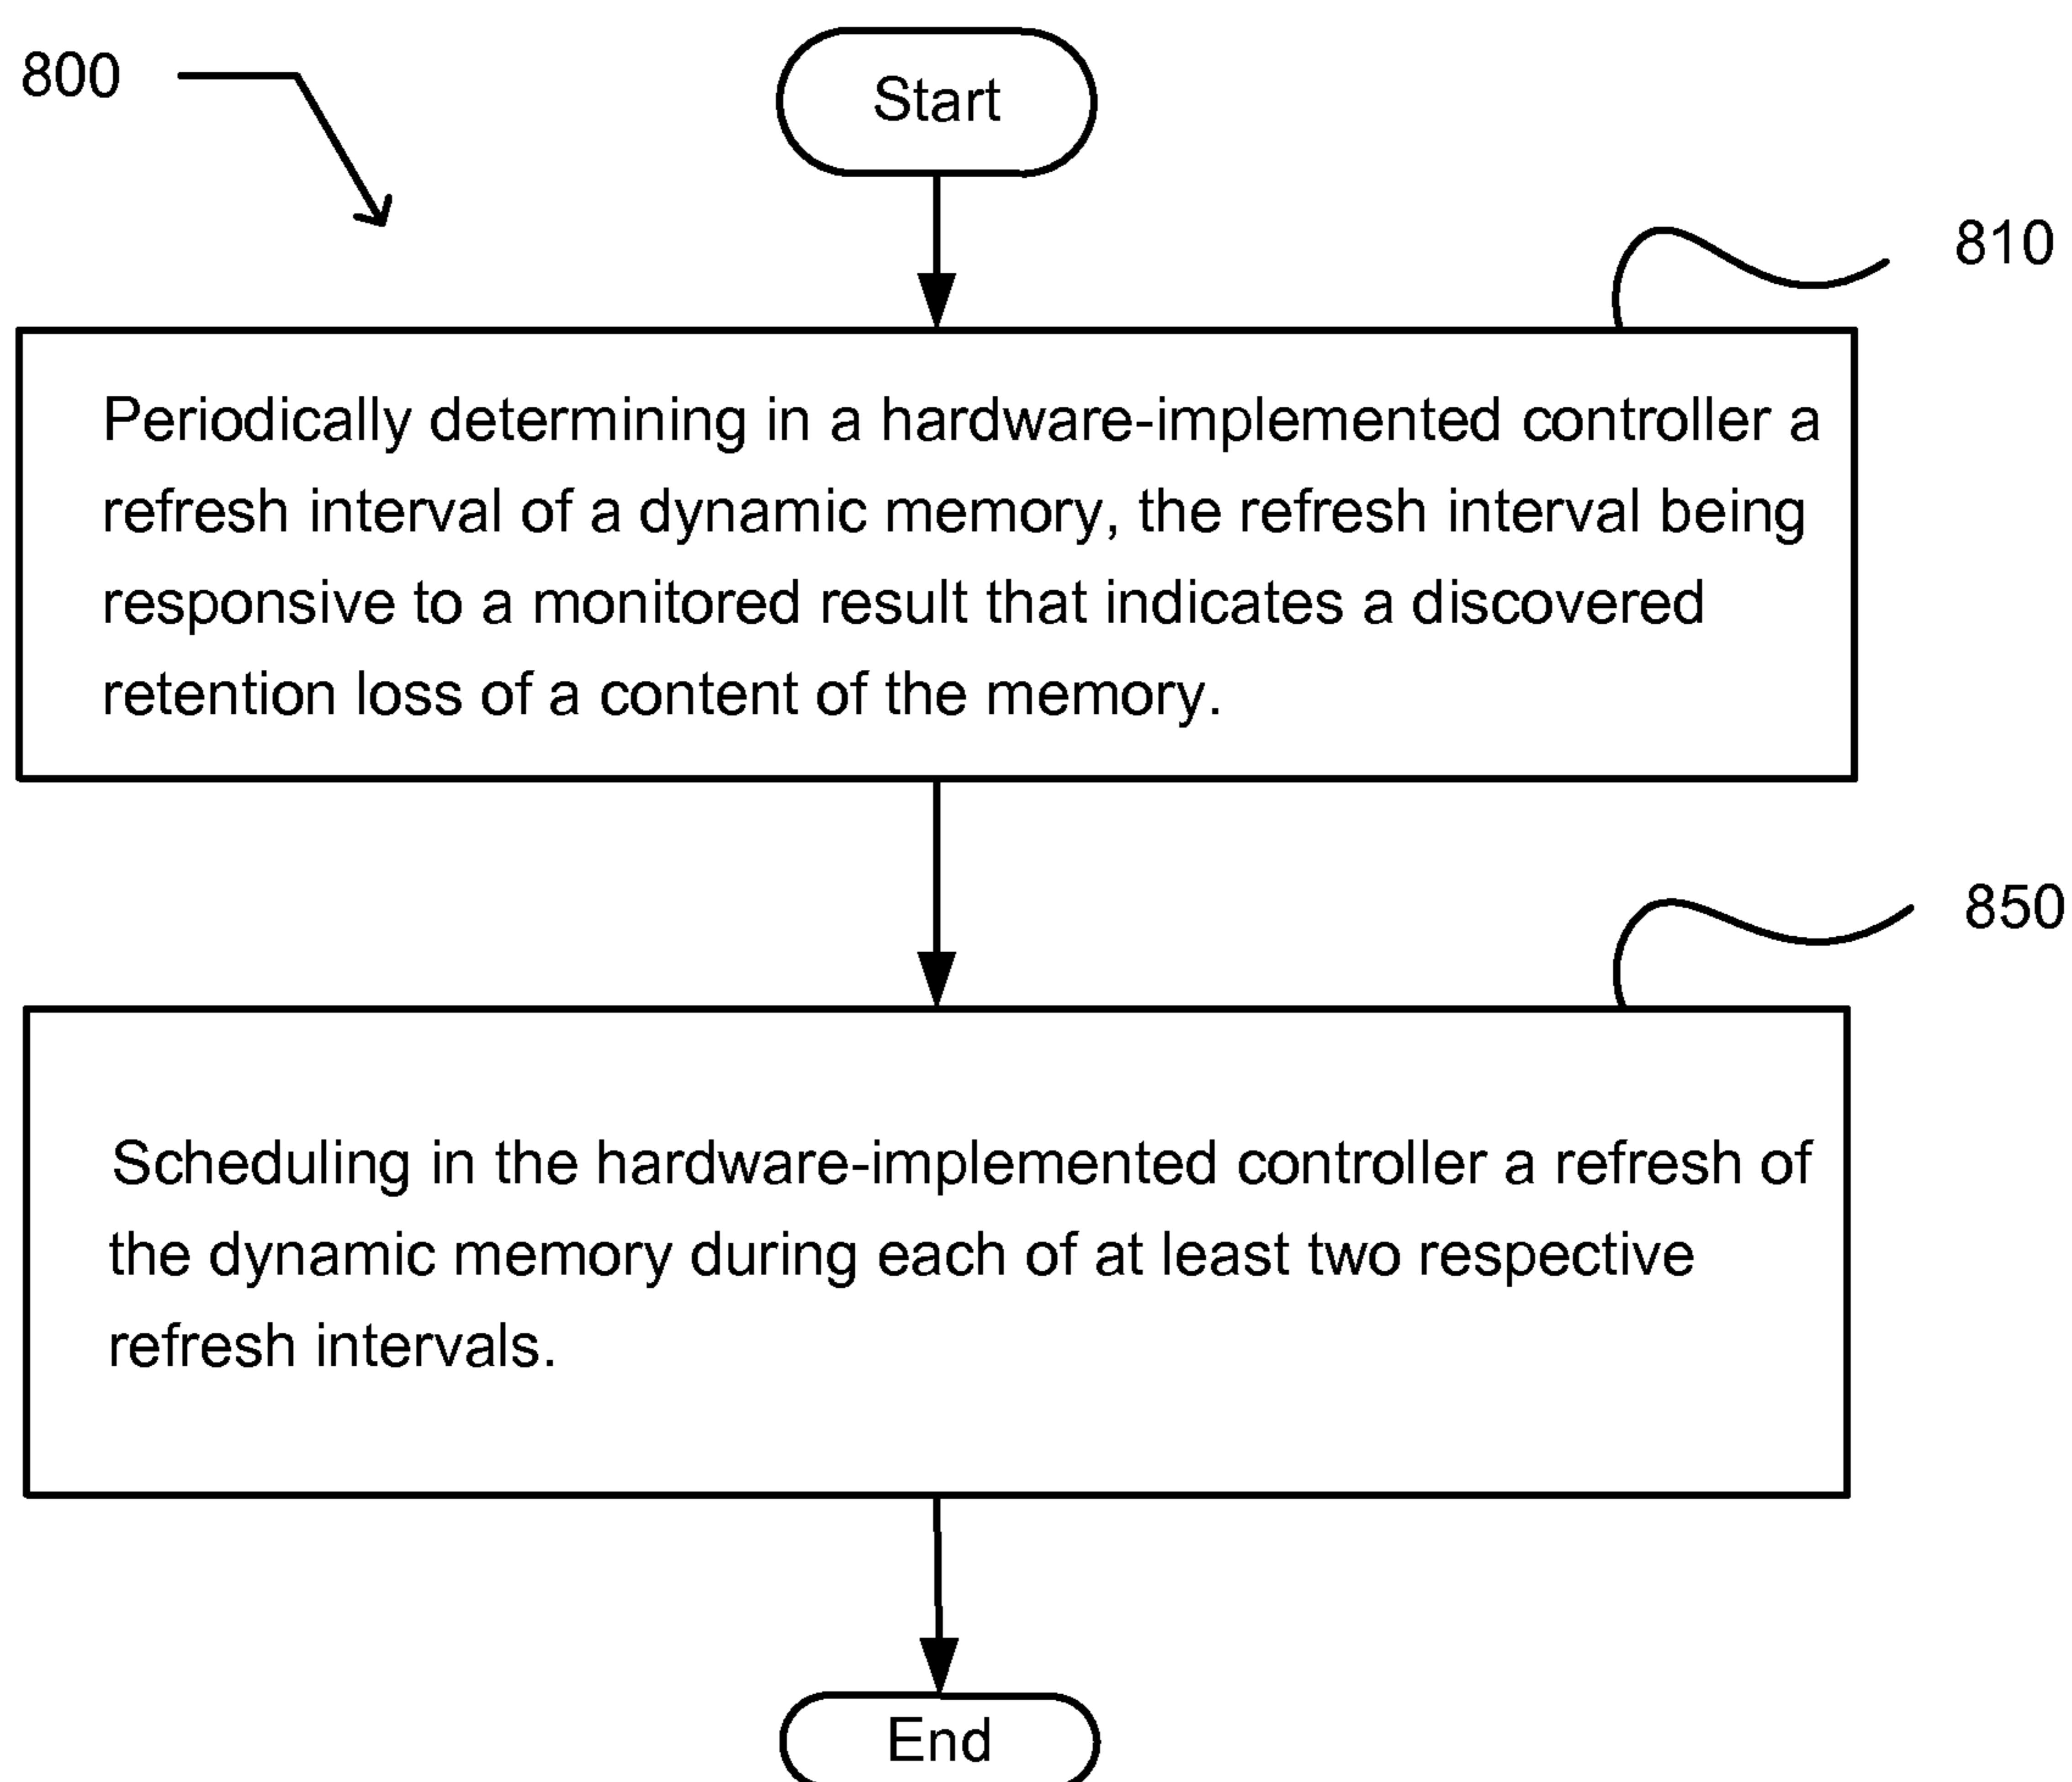 800
Start
810
Periodically determining in a hardware-implemented controller a
refresh interval of a dynamic memory, the refresh interval being
responsive to a monitored result that indicates a discovered
retention loss of a content of the memory.
850
Scheduling in the hardware-implemented controller a refresh of
the dynamic memory during each of at least two respective
refresh intervals.
End